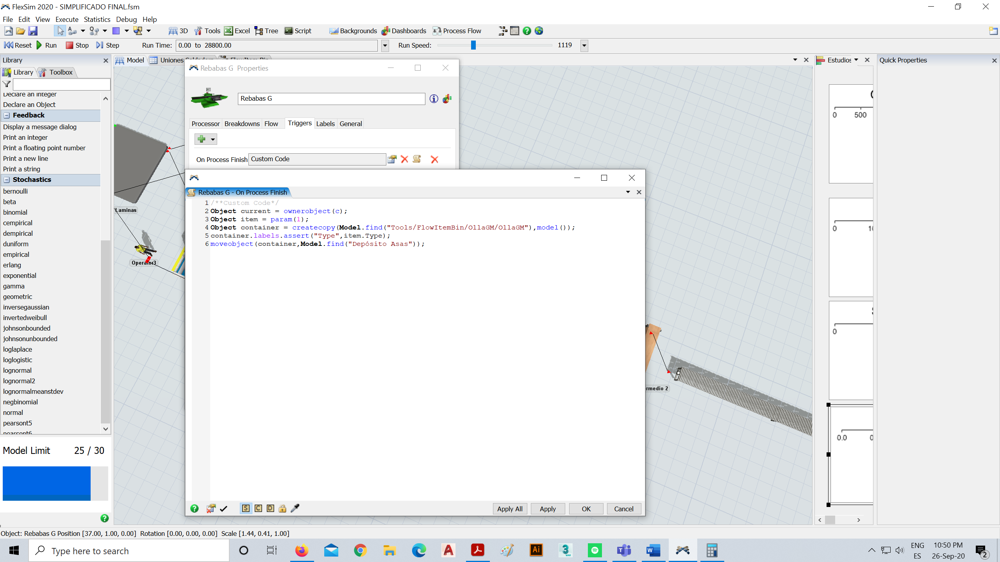 FlexSim 2020 - SIMPLIFICADO FINAL.fsm
File Edit View Execute Statistics Debug Help
3D Tools Excel Tree Script Backgrounds Dashboards Process Flow
Reset Run Stop Step Run Time: 0.00 to 28800.00 Run Speed: 1119
Library
Library Toolbox
Declare an integer
Declare an Object
Feedback
Display a message dialog
Print an integer
Print a floating point number
Print a new line
Print a string
Stochastics
bernoulli
beta
binomial
cempirical
dempirical
duniform
empirical
erlang
exponential
gamma
geometric
inversegaussian
invertedweibull
johnsonbounded
johnsonunbounded
loglaplace
loglogistic
lognormal
lognormal2
lognormalmeanstdev
negbinomial
normal
pearsont5
pearsont6
Model Limit 25 / 30
Model Uniones
Laminas
Operator3
rmedio 2
Rebabas G Properties
Rebabas G
Processor Breakdowns Flow Triggers Labels General
On Process Finish Custom Code
Rebabas G - On Process Finish
1 /**Custom Code*/
2 Object current = ownerobject(c);
3 Object item = param(1);
4 Object container = createcopy(Model.find("Tools/FlowItemBin/OllaGM/OllaGM"),model());
5 container.labels.assert("Type",item.Type);
6 moveobject(container,Model.find("Depósito Asas"));
S C D
Apply All Apply OK Cancel
Estudios
0 500
0
0
0.0
Quick Properties
Object: Rebabas G Position [37.00, 1.00, 0.00] Rotation [0.00, 0.00, 0.00] Scale [1.44, 0.41, 1.00]
Type here to search
Ai
3
MAX
W
ENG
ES
10:50 PM
26-Sep-20
2